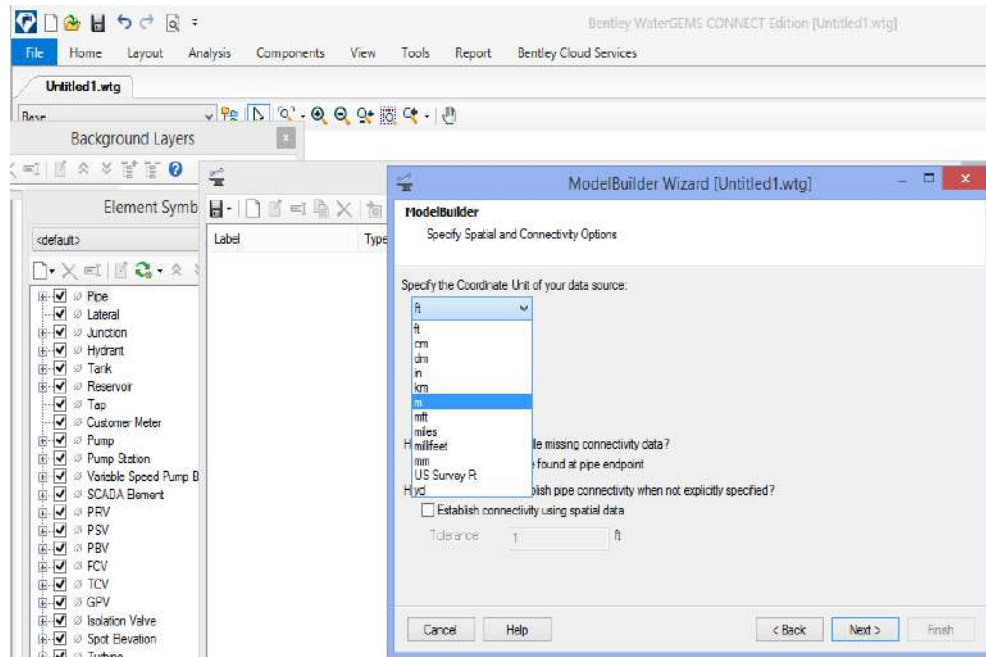 Bentley WaterGEMS CONNECT Edition [Untitled1.wtg]
File Home Layout Analysis Components View Tools Report Bentley Cloud Services
Untitled1.wtg
Base
Background Layers
Element Symb
<default>
Pipe
Lateral
Junction
Hydrant
Tank
Reservoir
Tap
Customer Meter
Pump
Pump Station
Variable Speed Pump B
SCADA Element
PRV
PSV
PBV
FCV
TCV
GPV
Isolation Valve
Spot Elevation
Label Type
ModelBuilder Wizard [Untitled1.wtg]
ModelBuilder
Specify Spatial and Connectivity Options
Specify the Coordinate Unit of your data source:
ft
ft
cm
dm
in
km
m
mft
miles
millfeet
mm
US Survey Ft
yd
le missing connectivity data?
found at pipe endpoint
blish pipe connectivity when not explicitly specified?
Establish connectivity using spatial data
Tolerance: 1 ft
Cancel Help < Back Next > Finish